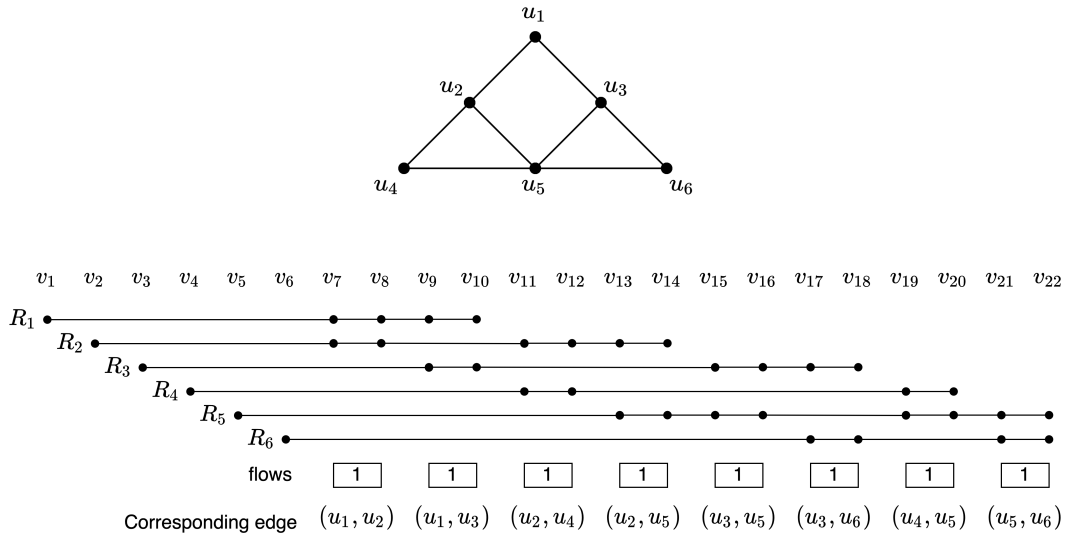 u₁
u₂ u₃
u₄ u₅ u₆
v₁ v₂ v₃ v₄ v₅ v₆ v₇ v₈ v₉ v₁₀ v₁₁ v₁₂ v₁₃ v₁₄ v₁₅ v₁₆ v₁₇ v₁₈ v₁₉ v₂₀ v₂₁ v₂₂
R₁
R₂
R₃
R₄
R₅
R₆
flows 1 1 1 1 1 1 1 1
Corresponding edge (u₁, u₂) (u₁, u₃) (u₂, u₄) (u₂, u₅) (u₃, u₅) (u₃, u₆) (u₄, u₅) (u₅, u₆)